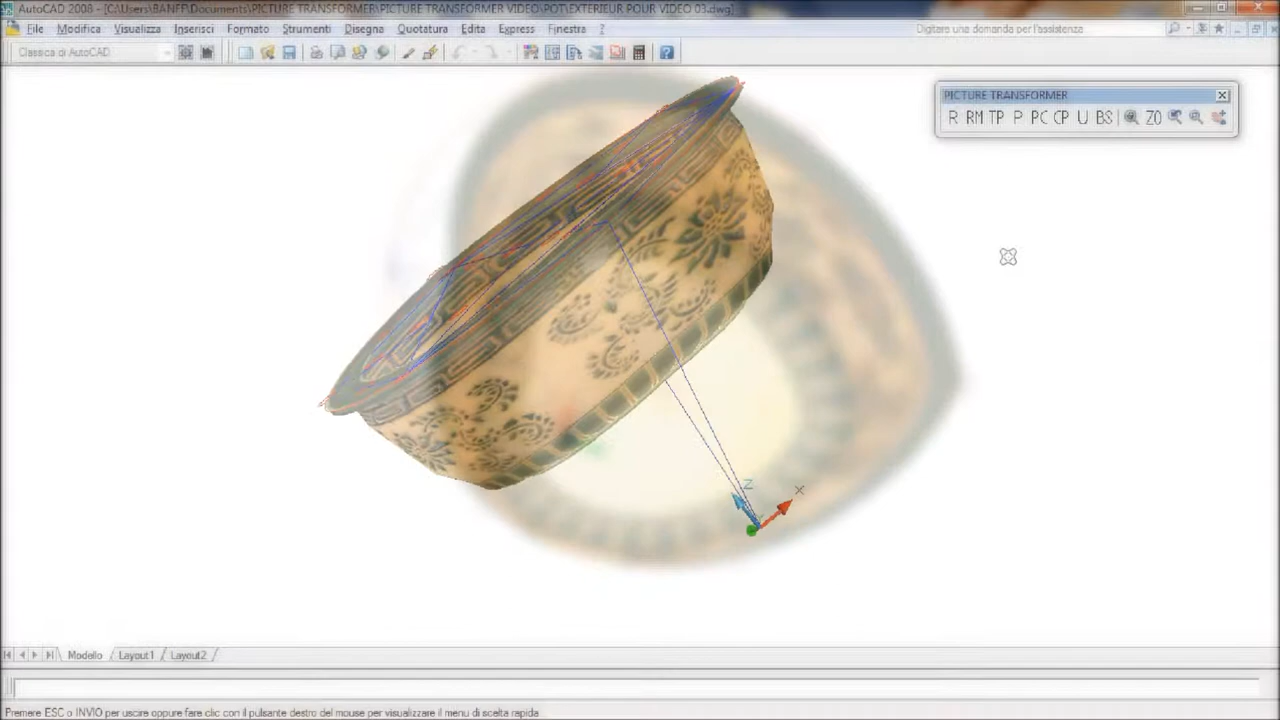 AutoCAD 2008 - [C:\Users\BANFF\Documents\PICTURE TRANSFORMER\PICTURE TRANSFORMER VIDEO\POT\EXTERIEUR POUR VIDEO 03.dwg]
File Modifica Visualizza Inserisci Formato Strumenti Disegna Quotatura Edita Express Finestra ?
Digitare una domanda per l'assistenza
Classica di AutoCAD
PICTURE TRANSFORMER
R RM TP P PC CP U BS Z0
Z
X
Modello Layout1 Layout2
Premere ESC o INVIO per uscire oppure fare clic con il pulsante destro del mouse per visualizzare il menu di scelta rapida